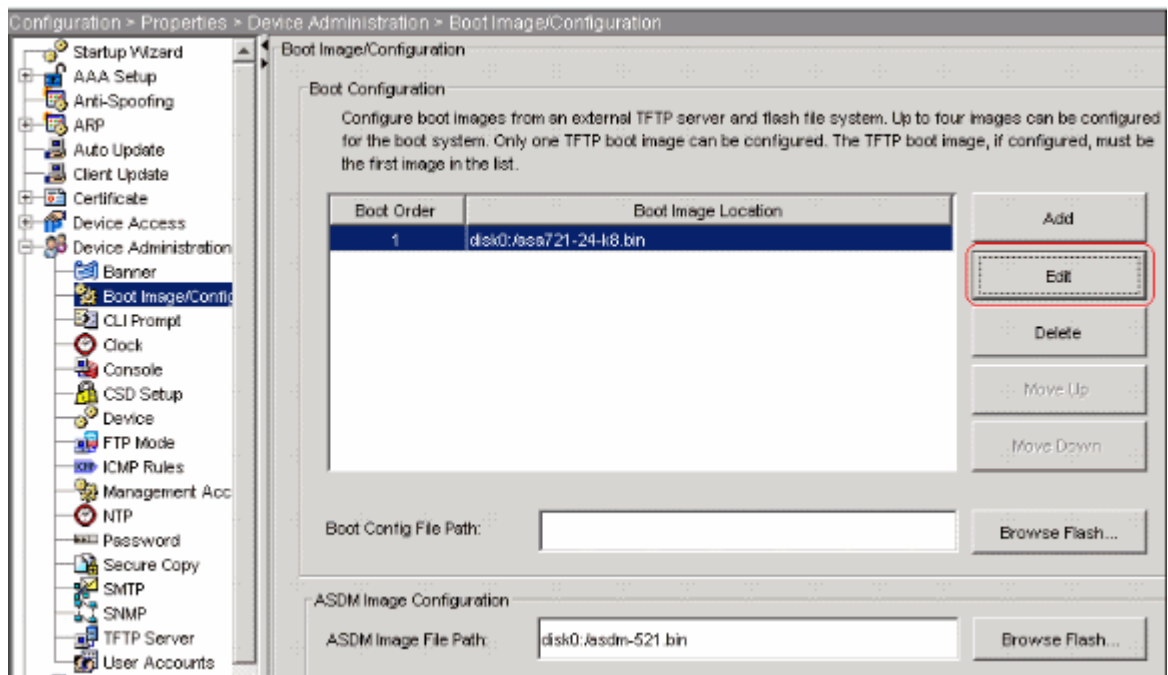 Configuration > Properties > Device Administration > Boot Image/Configuration
Startup Wizard
AAA Setup
Anti-Spoofing
ARP
Auto Update
Client Update
Certificate
Device Access
Device Administration
Banner
Boot Image/Config
CLI Prompt
Clock
Console
CSD Setup
Device
FTP Mode
ICMP Rules
Management Acc
NTP
Password
Secure Copy
SMTP
SNMP
TFTP Server
User Accounts
Boot Image/Configuration
Boot Configuration
Configure boot images from an external TFTP server and flash file system. Up to four images can be configured
for the boot system. Only one TFTP boot image can be configured. The TFTP boot image, if configured, must be
the first image in the list.
Boot Order Boot Image Location
1 disk0:/asa721-24-k8.bin
Add
Edit
Delete
Move Up
Move Down
Boot Config File Path:
Browse Flash...
ASDM Image Configuration
ASDM Image File Path: disk0:/asdm-521.bin
Browse Flash...